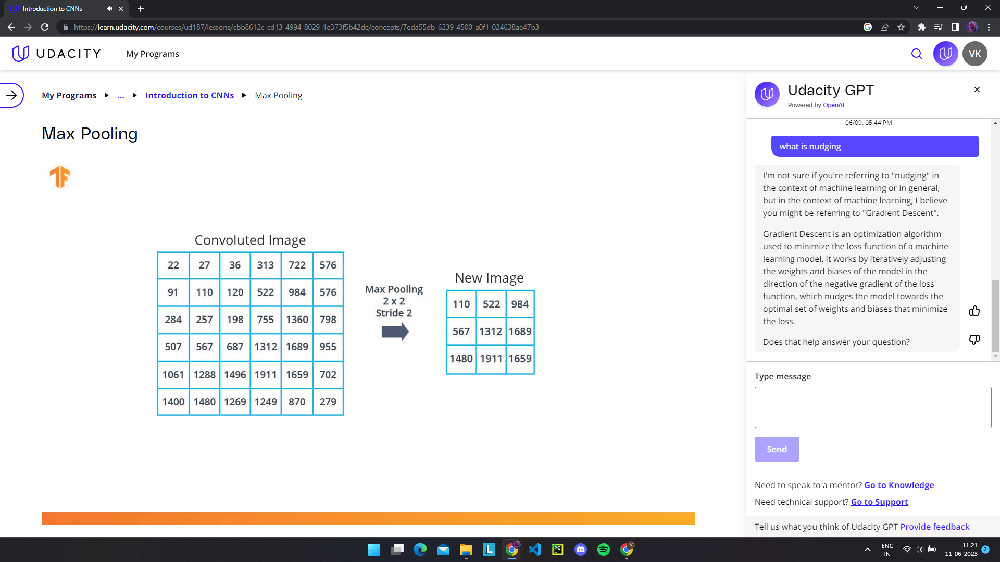 Introduction to CNNs
https://learn.udacity.com/courses/ud187/lessons/cbb8612c-cd13-4994-8029-1e373f5b42dc/concepts/7eda55db-6239-4500-a0f1-024638ae47b3
UDACITY
My Programs
VK
My Programs ... Introduction to CNNs Max Pooling
Max Pooling
Convoluted Image
22 27 36 313 722 576
91 110 120 522 984 576
284 257 198 755 1360 798
507 567 687 1312 1689 955
1061 1288 1496 1911 1659 702
1400 1480 1269 1249 870 279
Max Pooling
2 x 2
Stride 2
New Image
110 522 984
567 1312 1689
1480 1911 1659
Udacity GPT
Powered by OpenAI
06/09, 05:44 PM
what is nudging
I'm not sure if you're referring to "nudging" in
the context of machine learning or in general,
but in the context of machine learning, I believe
you might be referring to "Gradient Descent".
Gradient Descent is an optimization algorithm
used to minimize the loss function of a machine
learning model. It works by iteratively adjusting
the weights and biases of the model in the
direction of the negative gradient of the loss
function, which nudges the model towards the
optimal set of weights and biases that minimize
the loss.
Does that help answer your question?
Type message
Send
Need to speak to a mentor? Go to Knowledge
Need technical support? Go to Support
Tell us what you think of Udacity GPT Provide feedback
L
PC
V
ENG
IN
11:21
11-06-2023
2